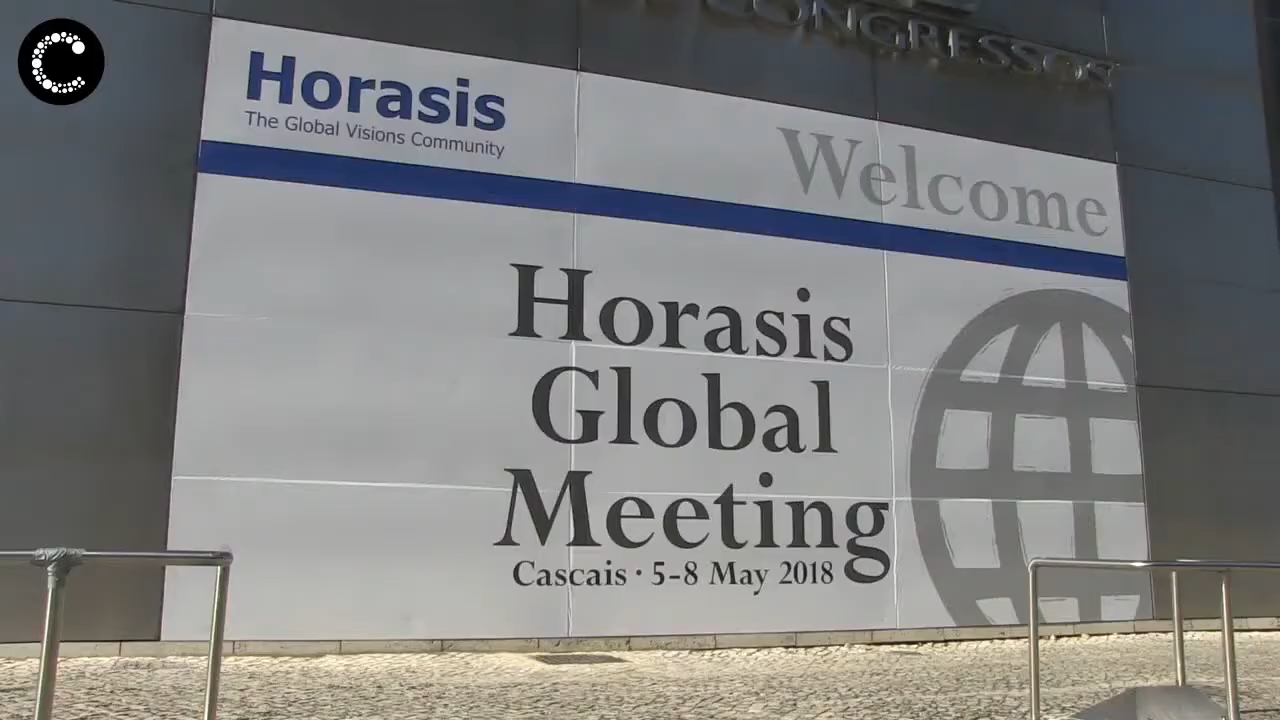 CONGRESSOS
Horasis
The Global Visions Community
Welcome
Horasis
Global
Meeting
Cascais · 5-8 May 2018